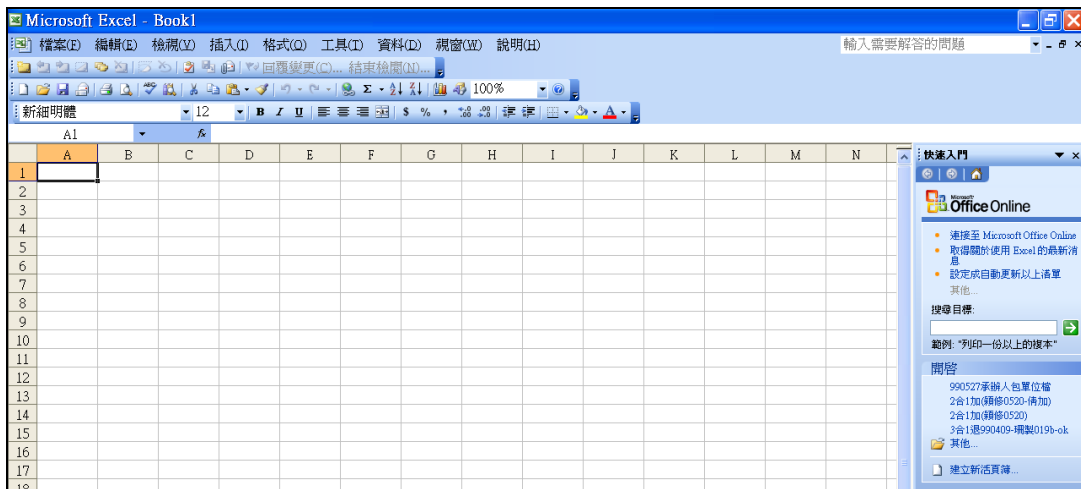 Microsoft Excel - Book1
檔案(F) 編輯(E) 檢視(V) 插入(I) 格式(O) 工具(T) 資料(D) 視窗(W) 說明(H) 輸入需要解答的問題
回覆變更(C)... 結束檢閱(N)...
100%
新細明體 12 B I U $ % ,
A1 fx
A B C D E F G H I J K L M N
1
2
3
4
5
6
7
8
9
10
11
12
13
14
15
16
17
18
快速入門
Microsoft
Office Online
連接至 Microsoft Office Online
取得關於使用 Excel 的最新消
息
設定成自動更新以上清單
其他...
搜尋目標:
範例: "列印一份以上的複本"
開啓
990527承辦人包單位檔
2合1加(穎修0520-倩加)
2合1加(穎修0520)
3合1退990409-珮製019b-ok
其他...
建立新活頁簿...